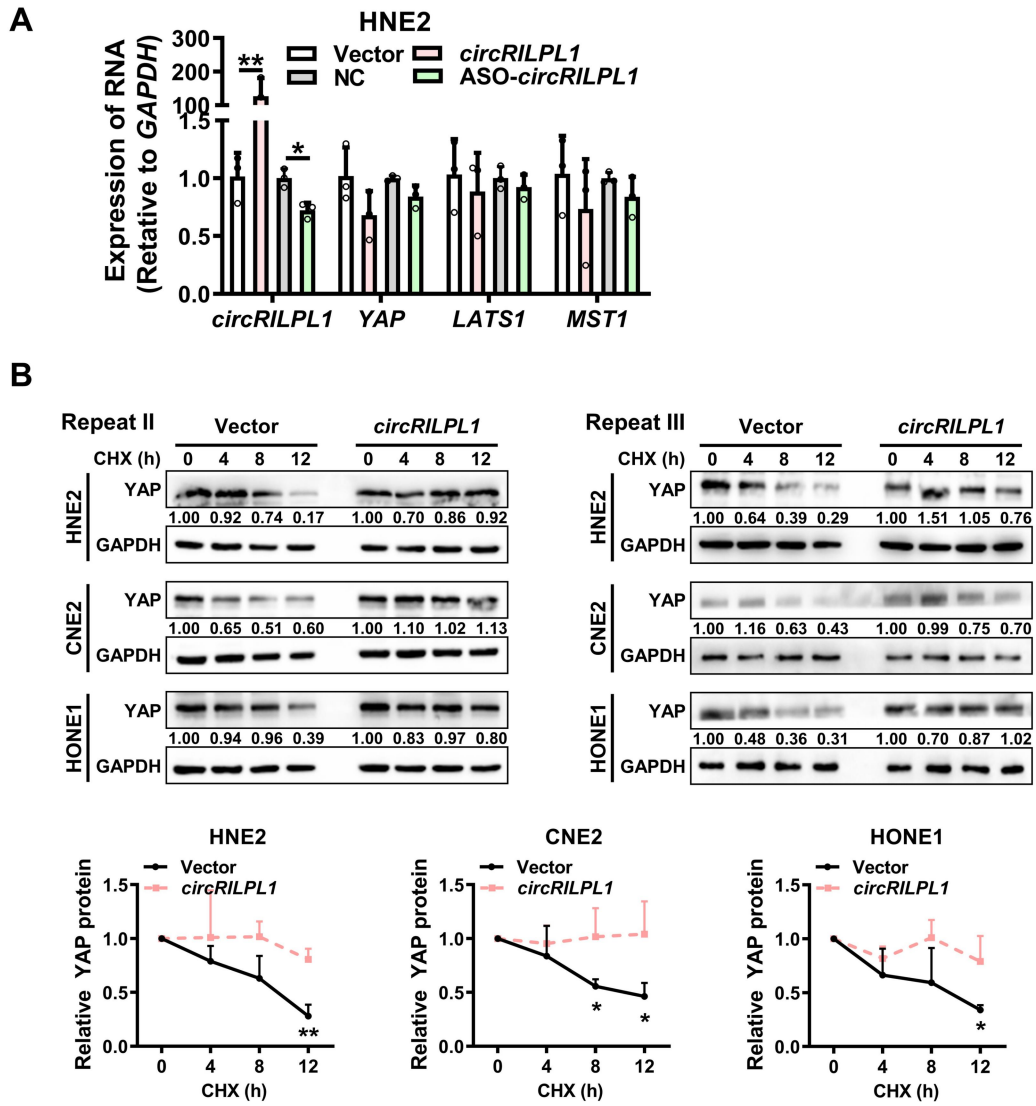 A
HNE2
Expression of RNA
(Retative to GAPDH)
300
200
100
1.5
1.0
0.5
0.0
Vector
circRILPL1
NC
ASO-circRILPL1
**
*
circRILPL1 YAP LATS1 MST1
B
Repeat II Vector circRILPL1
CHX (h) 0 4 8 12 0 4 8 12
HNE2
YAP
1.00 0.92 0.74 0.17 1.00 0.70 0.86 0.92
GAPDH
CNE2
YAP
1.00 0.65 0.51 0.60 1.00 1.10 1.02 1.13
GAPDH
HONE1
YAP
1.00 0.94 0.96 0.39 1.00 0.83 0.97 0.80
GAPDH
Repeat III Vector circRILPL1
CHX (h) 0 4 8 12 0 4 8 12
HNE2
YAP
1.00 0.64 0.39 0.29 1.00 1.51 1.05 0.76
GAPDH
CNE2
YAP
1.00 1.16 0.63 0.43 1.00 0.99 0.75 0.70
GAPDH
HONE1
YAP
1.00 0.48 0.36 0.31 1.00 0.70 0.87 1.02
GAPDH
HNE2
Vector
circRILPL1
Relative YAP protein
1.5
1.0
0.5
0.0
**
0 4 8 12
CHX (h)
CNE2
Vector
circRILPL1
Relative YAP protein
1.5
1.0
0.5
0.0
* *
0 4 8 12
CHX (h)
HONE1
Vector
circRILPL1
Relative YAP protein
1.5
1.0
0.5
0.0
*
0 4 8 12
CHX (h)